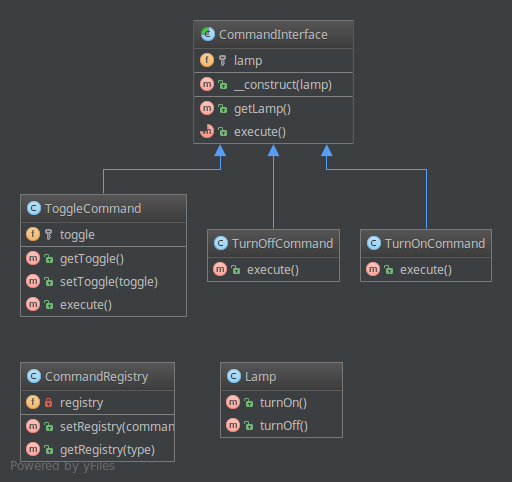 CommandInterface
lamp
__construct(lamp)
getLamp()
execute()
ToggleCommand
toggle
getToggle()
setToggle(toggle)
execute()
TurnOffCommand
execute()
TurnOnCommand
execute()
CommandRegistry
registry
setRegistry(comman
getRegistry(type)
Lamp
turnOn()
turnOff()
Powered by yFiles